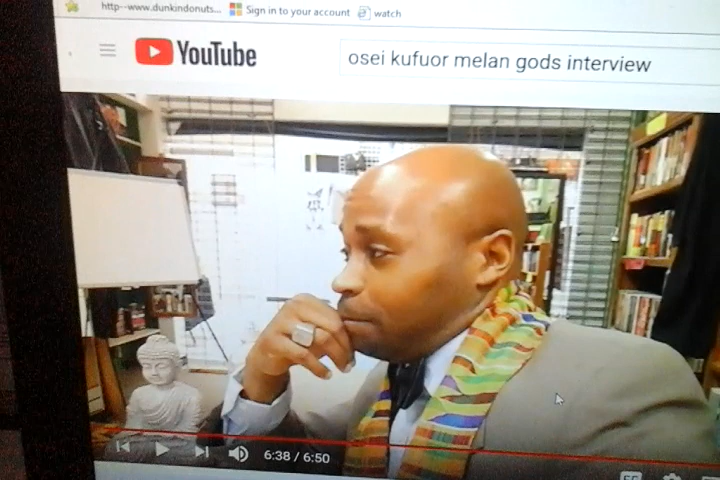 http--www.dunkindonuts... Sign in to your account watch
YouTube
osei kufuor melan gods interview
6:38 / 6:50